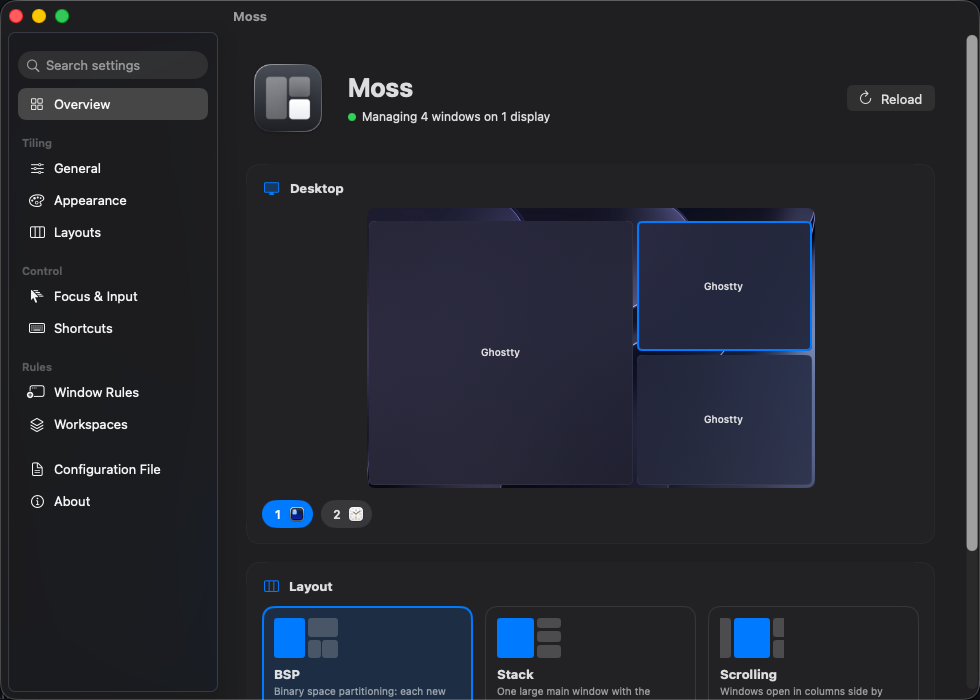 Moss
Search settings
Overview
Tiling
General
Appearance
Layouts
Control
Focus & Input
Shortcuts
Rules
Window Rules
Workspaces
Configuration File
About
Moss
Managing 4 windows on 1 display
Reload
Desktop
Ghostty
Ghostty
Ghostty
1
2
Layout
BSP
Binary space partitioning: each new
Stack
One large main window with the
Scrolling
Windows open in columns side by